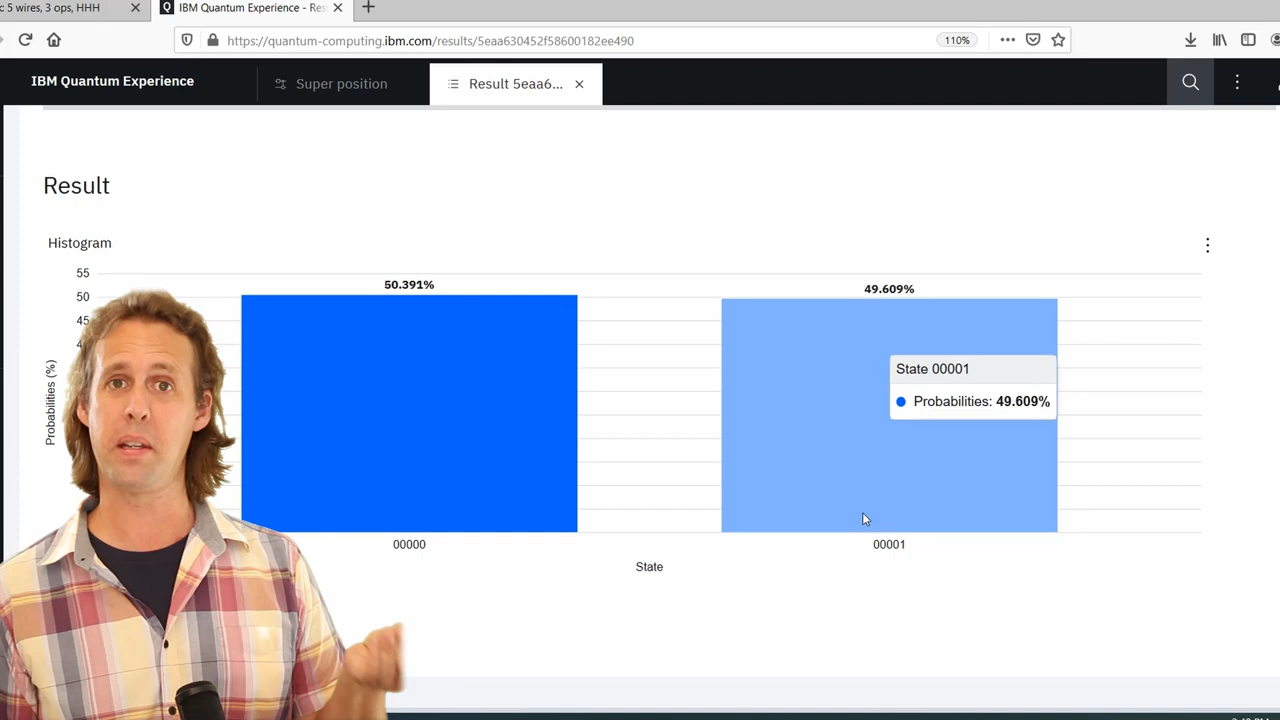 c 5 wires, 3 ops, HHH
IBM Quantum Experience - Res
https://quantum-computing.ibm.com/results/5eaa630452f58600182ee490
110%
IBM Quantum Experience
Super position
Result 5eaa6...
Result
Histogram
Probabilities (%)
55
50
45
4
50.391%
49.609%
State 00001
Probabilities: 49.609%
00000
00001
State